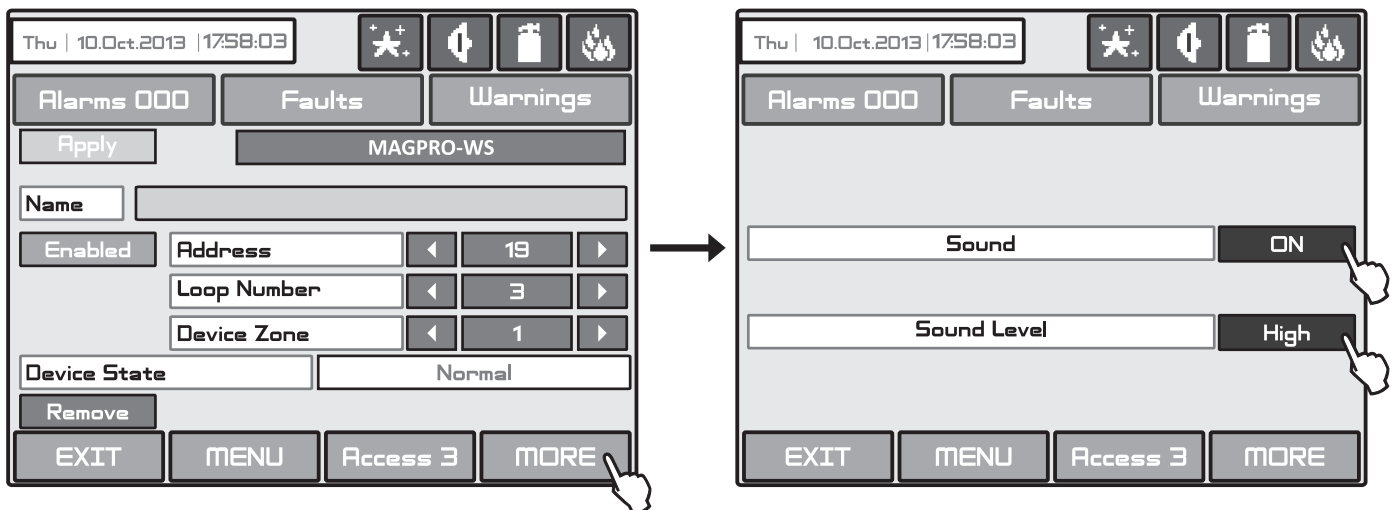 Thu | 10.Oct.2013 | 17:58:03
Alarms 000 Faults Warnings
Apply MAGPRO-WS
Name
Enabled Address 19
Loop Number 3
Device Zone 1
Device State Normal
Remove
EXIT MENU Access 3 MORE
Thu | 10.Oct.2013 | 17:58:03
Alarms 000 Faults Warnings
Sound ON
Sound Level High
EXIT MENU Access 3 MORE